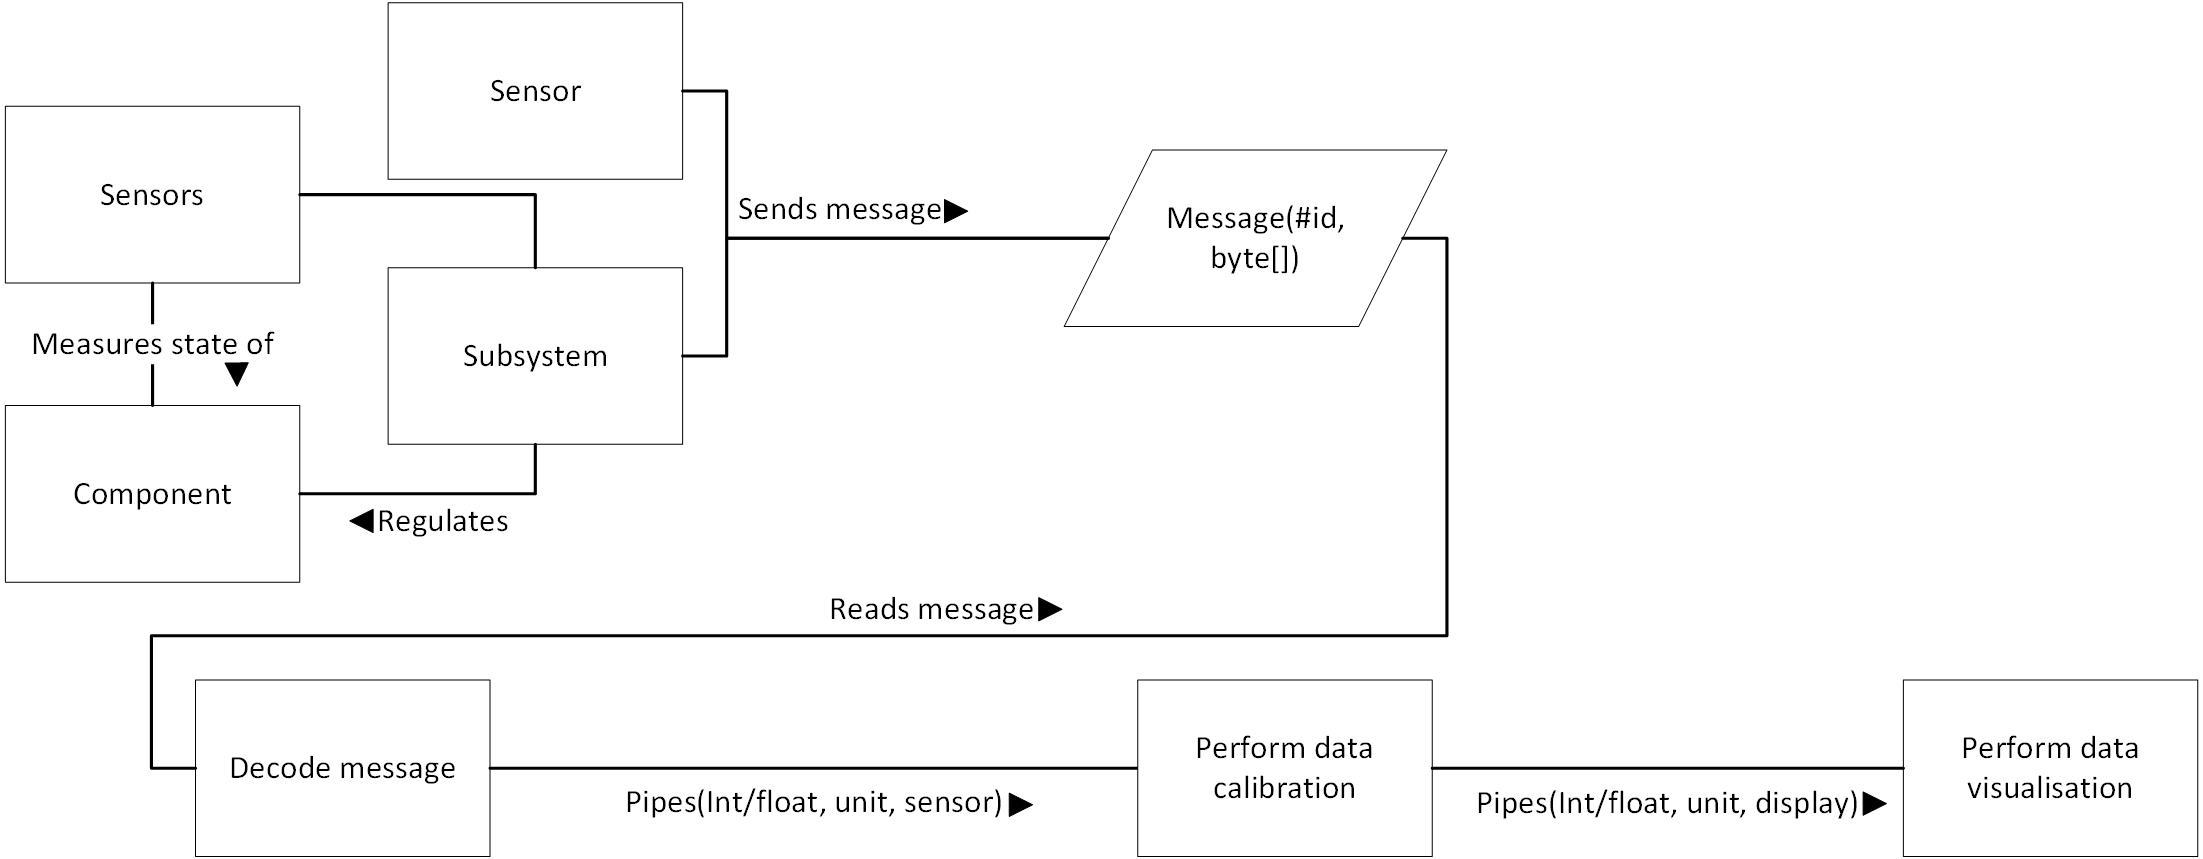 Sensor
Sensors
Sends message
Message(#id,
byte[])
Measures state of
Subsystem
Component
Regulates
Reads message
Decode message
Pipes(Int/float, unit, sensor)
Perform data
calibration
Pipes(Int/float, unit, display)
Perform data
visualisation